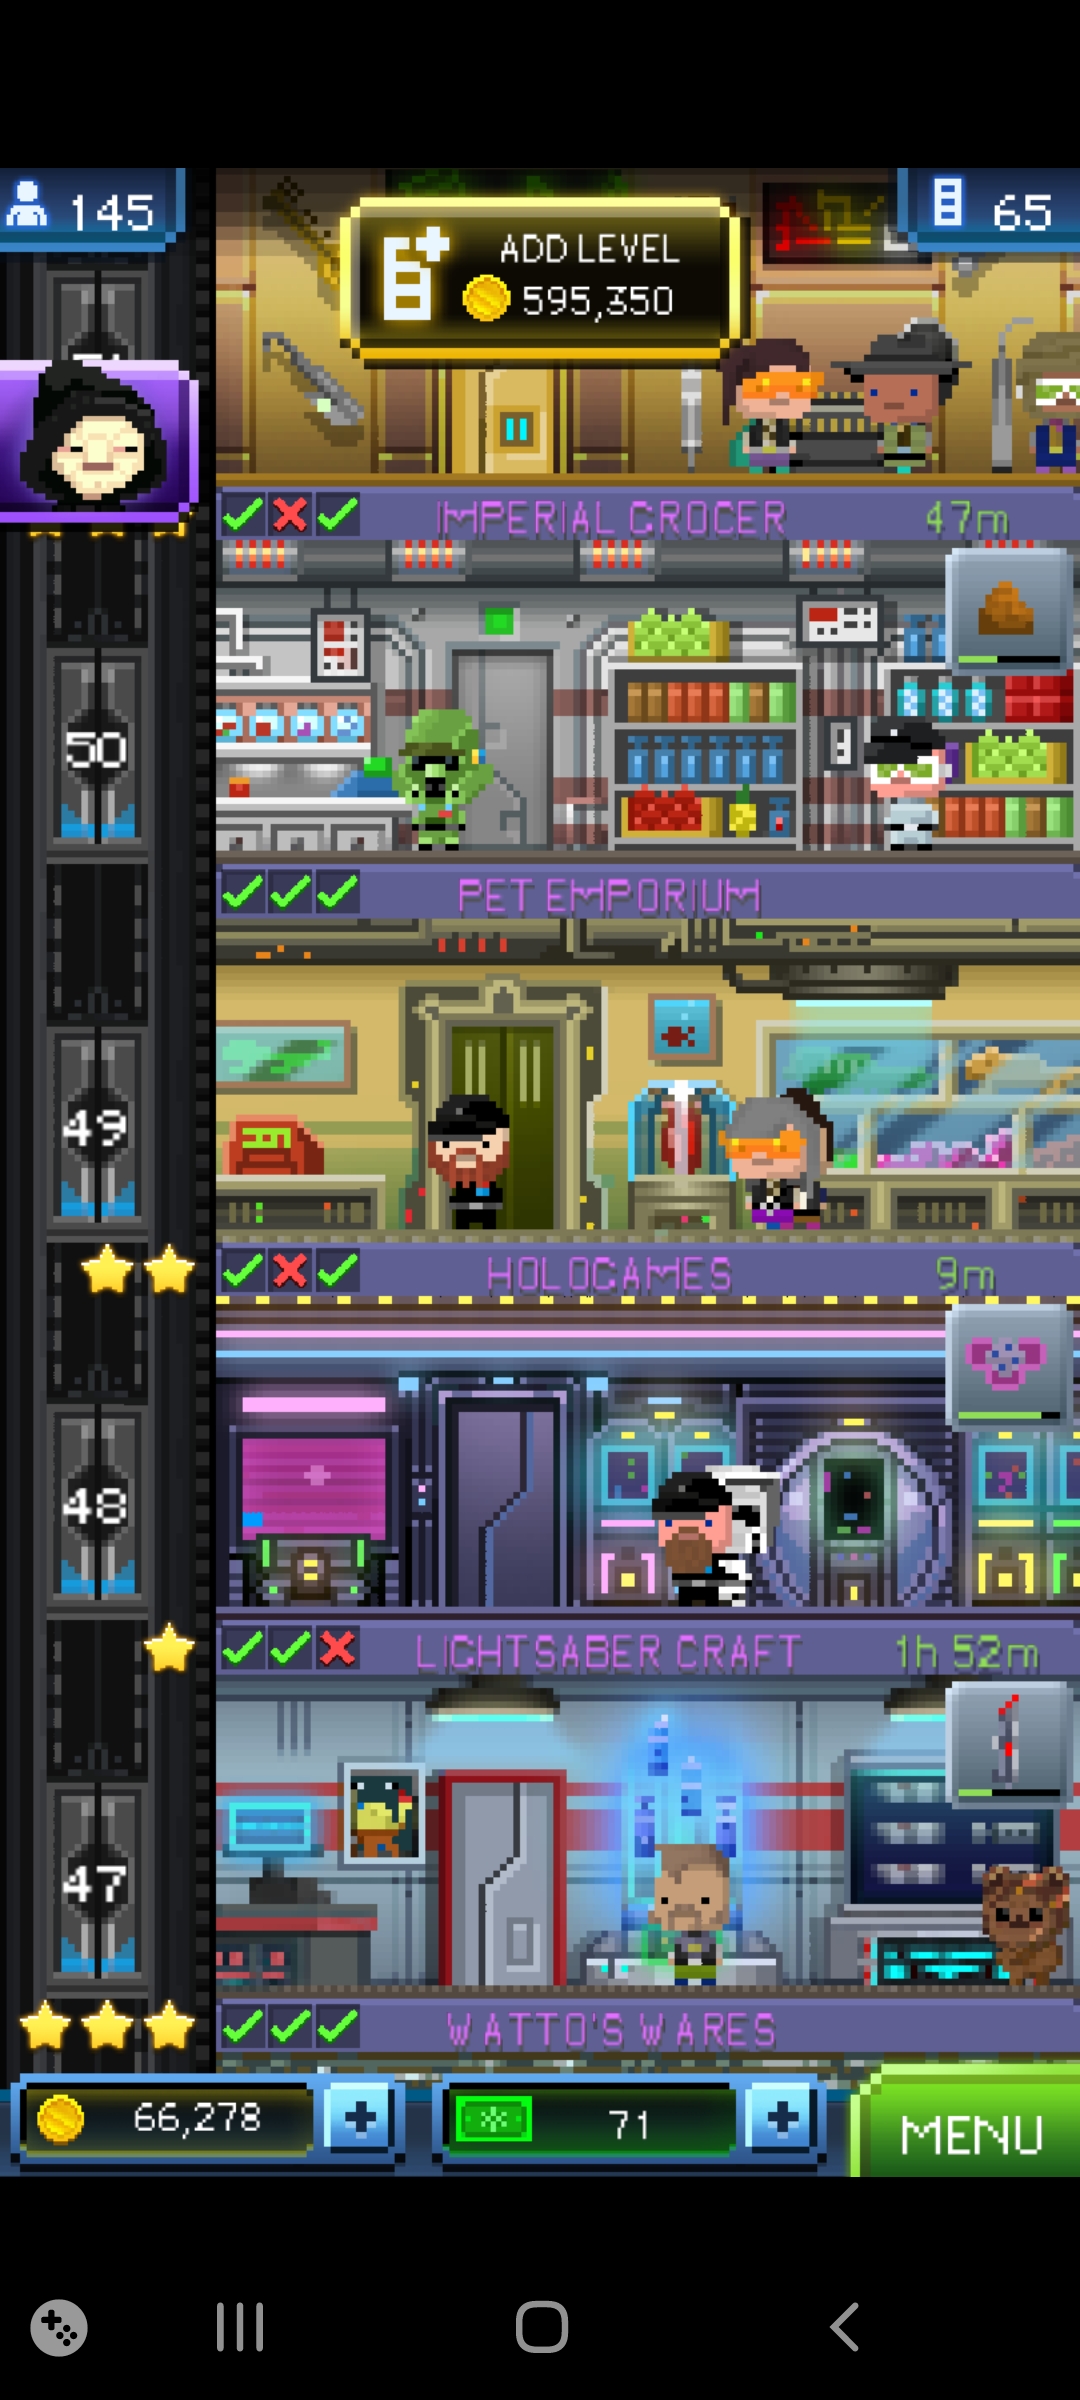 145
65
ADD LEVEL
595,350
IMPERIAL GROCER 47m
50
PET EMPORIUM
49
HOLOGAMES 9m
48
LIGHTSABER CRAFT 1h 52m
47
WATTO'S WARES
66,278
71
MENU